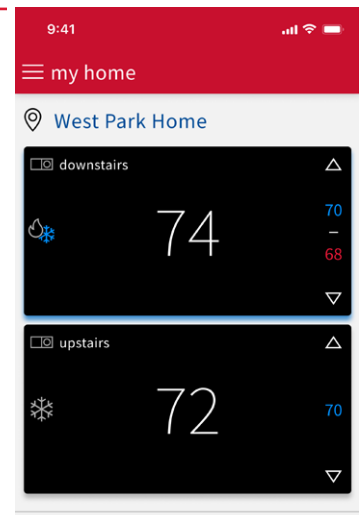 9:41
my home
West Park Home
downstairs
74
70
–
68
upstairs
72
70